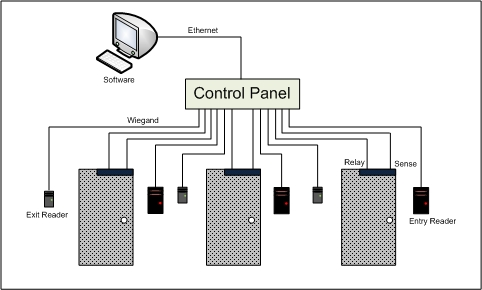 Ethernet
Software
Control Panel
Wiegand
Relay
Sense
Exit Reader
Entry Reader